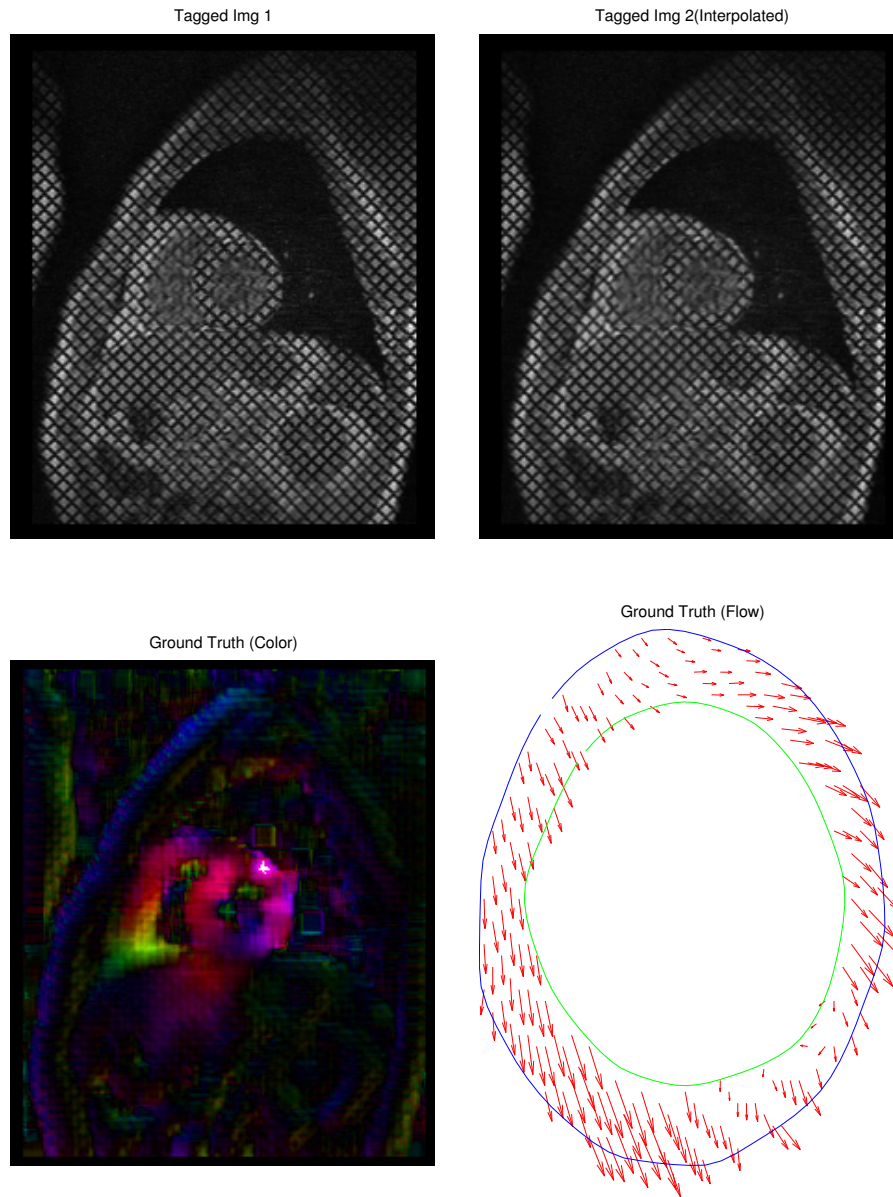 Tagged Img 1
Tagged Img 2(Interpolated)
Ground Truth (Color)
Ground Truth (Flow)